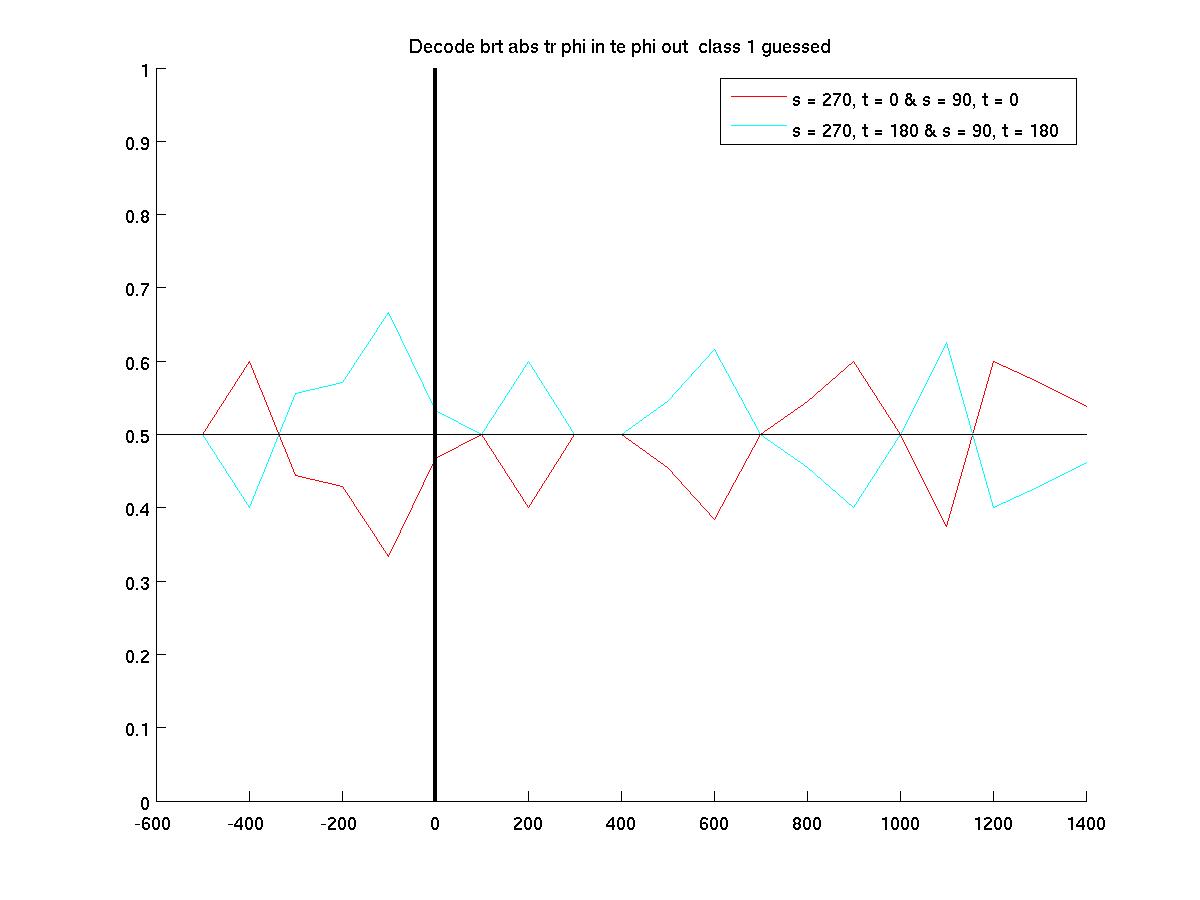 Decode brt abs tr phi in te phi out  class 1 guessed
s = 270, t = 0 & s = 90, t = 0
s = 270, t = 180 & s = 90, t = 180
1
0.9
0.8
0.7
0.6
0.5
0.4
0.3
0.2
0.1
0
-600 -400 -200 0 200 400 600 800 1000 1200 1400